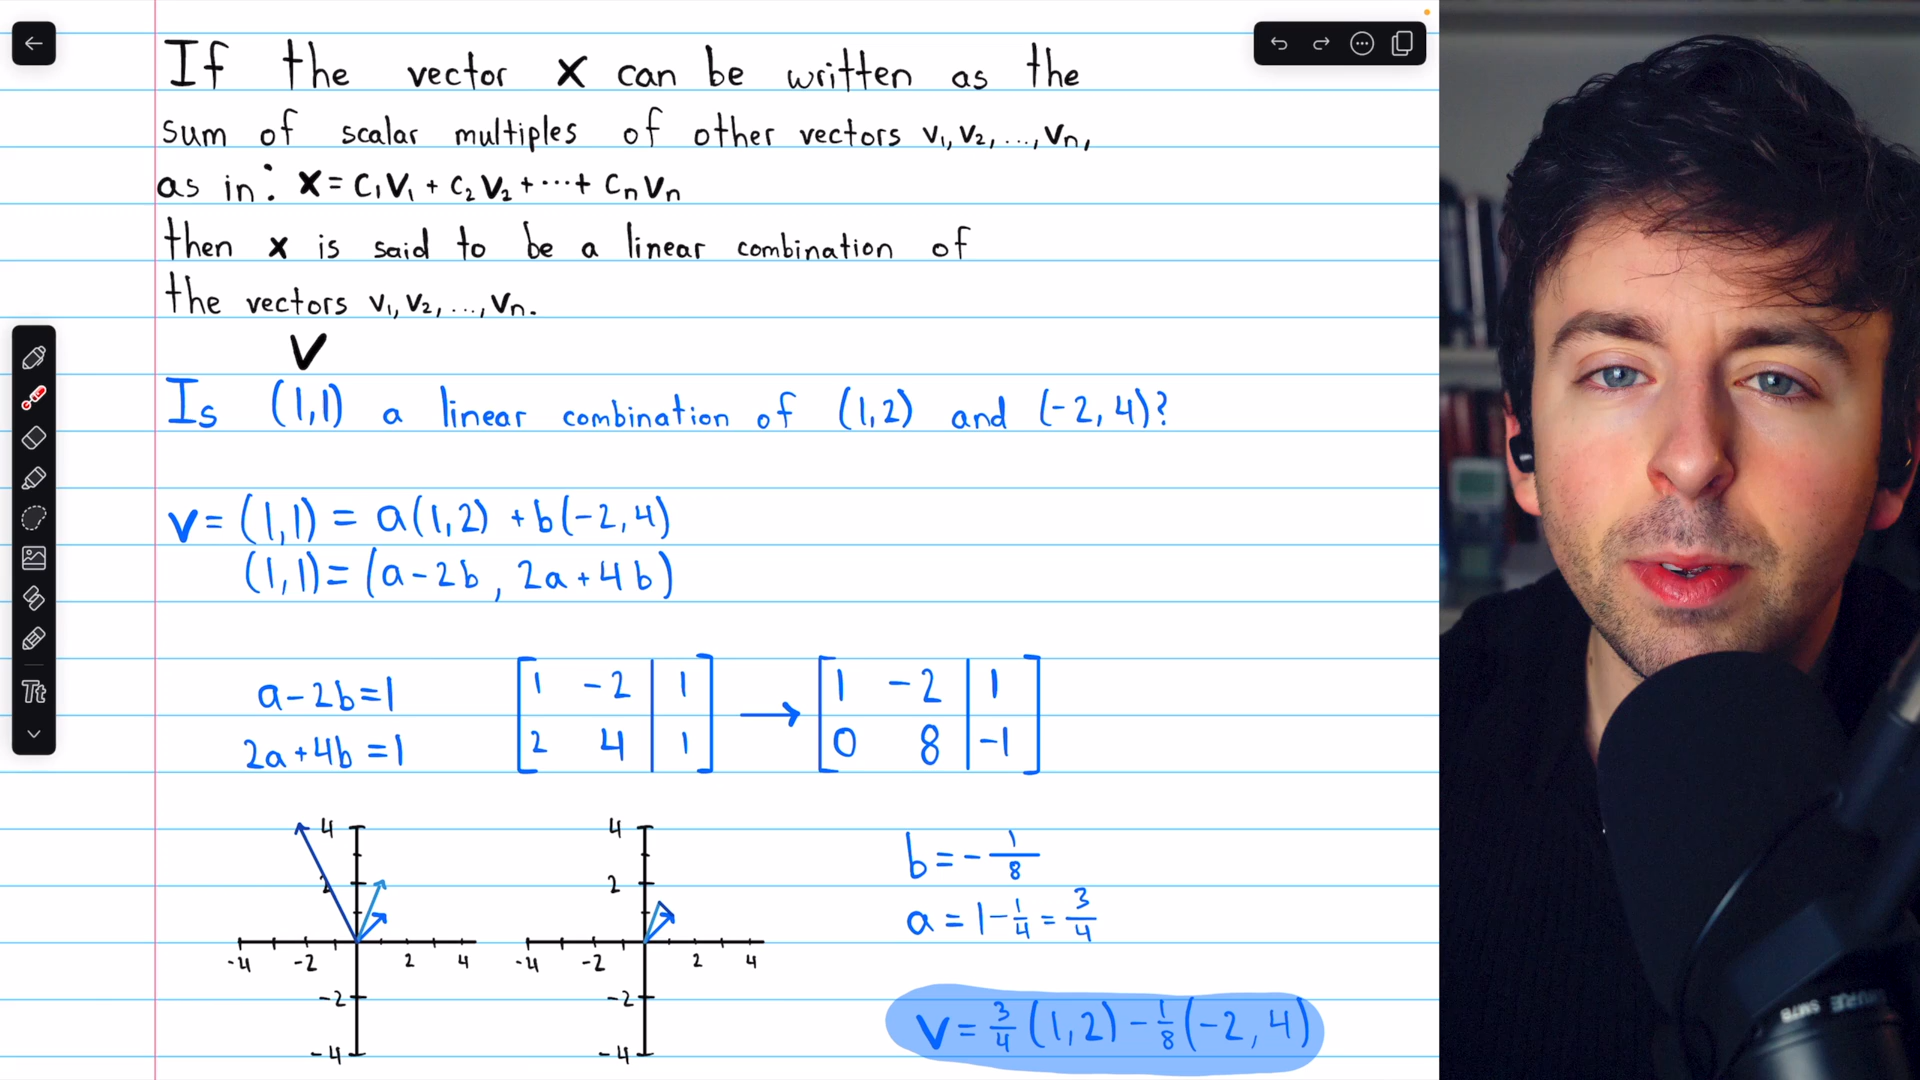 If the vector x can be written as the
sum of scalar multiples of other vectors v₁, v₂, ..., vₙ,
as in: x = c₁v₁ + c₂v₂ + ··· + cₙvₙ
then x is said to be a linear combination of
the vectors v₁, v₂, ..., vₙ.
v
Is (1,1) a linear combination of (1,2) and (-2,4)?
v = (1,1) = a(1,2) + b(-2,4)
(1,1) = (a-2b, 2a+4b)
a-2b=1
2a+4b=1
[1 -2 | 1]
[2 4 | 1]
→
[1 -2 | 1]
[0 8 | -1]
4
2
-4 -2 2 4
-2
-4
4
2
-4 -2 2 4
-2
-4
b = -1/8
a = 1 - 1/4 = 3/4
v = 3/4 (1,2) - 1/8 (-2,4)
Tt